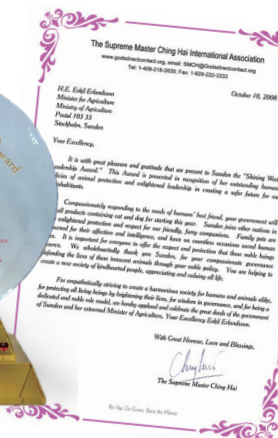 The Supreme Master Ching Hai International Association
www.godsdirectcontact.org, email: SMCH@Godsdirectcontact.org
Tel: 1-408-218-2635; Fax: 1-928-222-3333
October 10, 2008
H.E. Eskil Erlandsson
Minister for Agriculture
Ministry of Agriculture
Postal 103 33
Stockholm, Sweden
Your Excellency,
It is with great pleasure and gratitude that we present to Sweden the "Shining World
Leadership Award." This Award is presented in recognition of her outstanding humane
policies of animal protection and enlightened leadership in creating a safer future for our
inhabitants.
Compassionately responding to the needs of humans' best friend, your government will
all products containing cat and dog fur starting this year. Sweden joins other nations in
enlightened protection and respect for our friendly, furry companions. Family pets are
for their affection and intelligence, and have on countless occasions saved human
lives. It is important for everyone to offer the respect and protection that these noble beings
deserve. We wholeheartedly thank you Sweden, for your compassionate governance
defending the lives of these innocent animals through your noble policy. You are helping to
create a new society of kindhearted people, appreciating and valuing all life.
For empathetically striving to create a harmonious society for humans and animals alike,
for protecting all living beings by brightening their lives, for wisdom in governance, and for being a
dedicated and noble role model, we hereby applaud and celebrate the great deeds of the government
of Sweden and her esteemed Minister of Agriculture, Your Excellency Eskil Erlandsson.
With Great Honour, Love and Blessings,
The Supreme Master Ching Hai
Be Veg, Go Green, Save the Planet